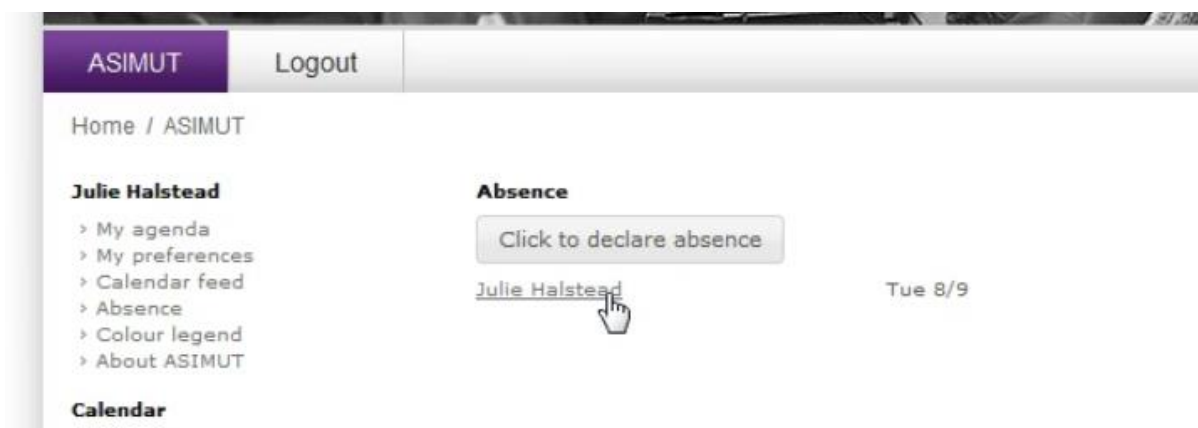 ASIMUT Logout
Home / ASIMUT
Julie Halstead
› My agenda
› My preferences
› Calendar feed
› Absence
› Colour legend
› About ASIMUT
Calendar
Absence
Click to declare absence
Julie Halstead Tue 8/9